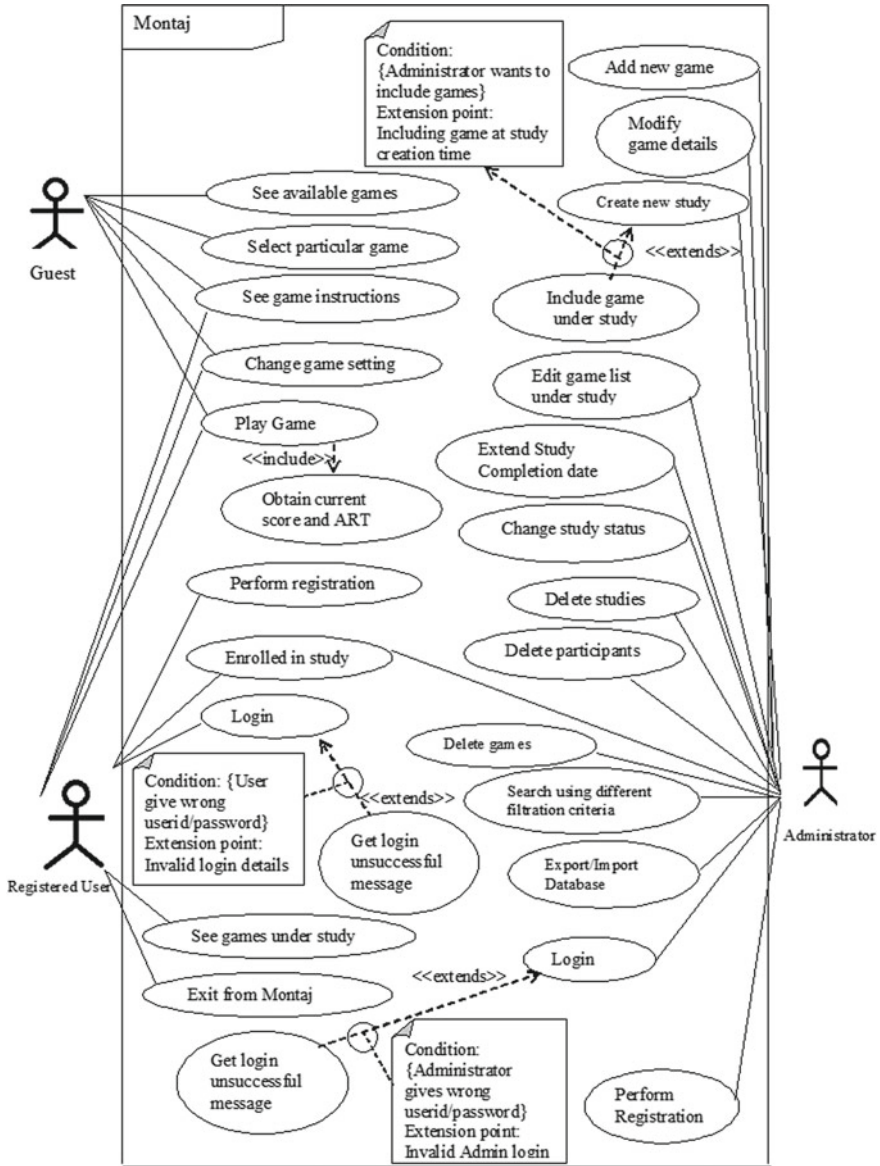 Montaj
Condition:
{Administrator wants to
include games}
Extension point:
Including game at study
creation time
Add new game
Modify
game details
See available games
Create new study
Select particular game
<<extends>>
Guest
See game instructions
Include game
under study
Change game setting
Edit game list
under study
Play Game
<<include>>
Extend Study
Completion date
Obtain current
score and ART
Change study status
Perform registration
Delete studies
Enrolled in study
Delete participants
Login
Delete games
Condition: {User
give wrong
userid/password}
Extension point:
Invalid login details
<<extends>>
Search using different
filtration criteria
Administrator
Get login
unsuccessful
message
Export/Import
Database
Registered User
See games under study
Login
<<extends>>
Exit from Montaj
Get login
unsuccessful
message
Condition:
{Administrator
gives wrong
userid/password}
Extension point:
Invalid Admin login
Perform
Registration